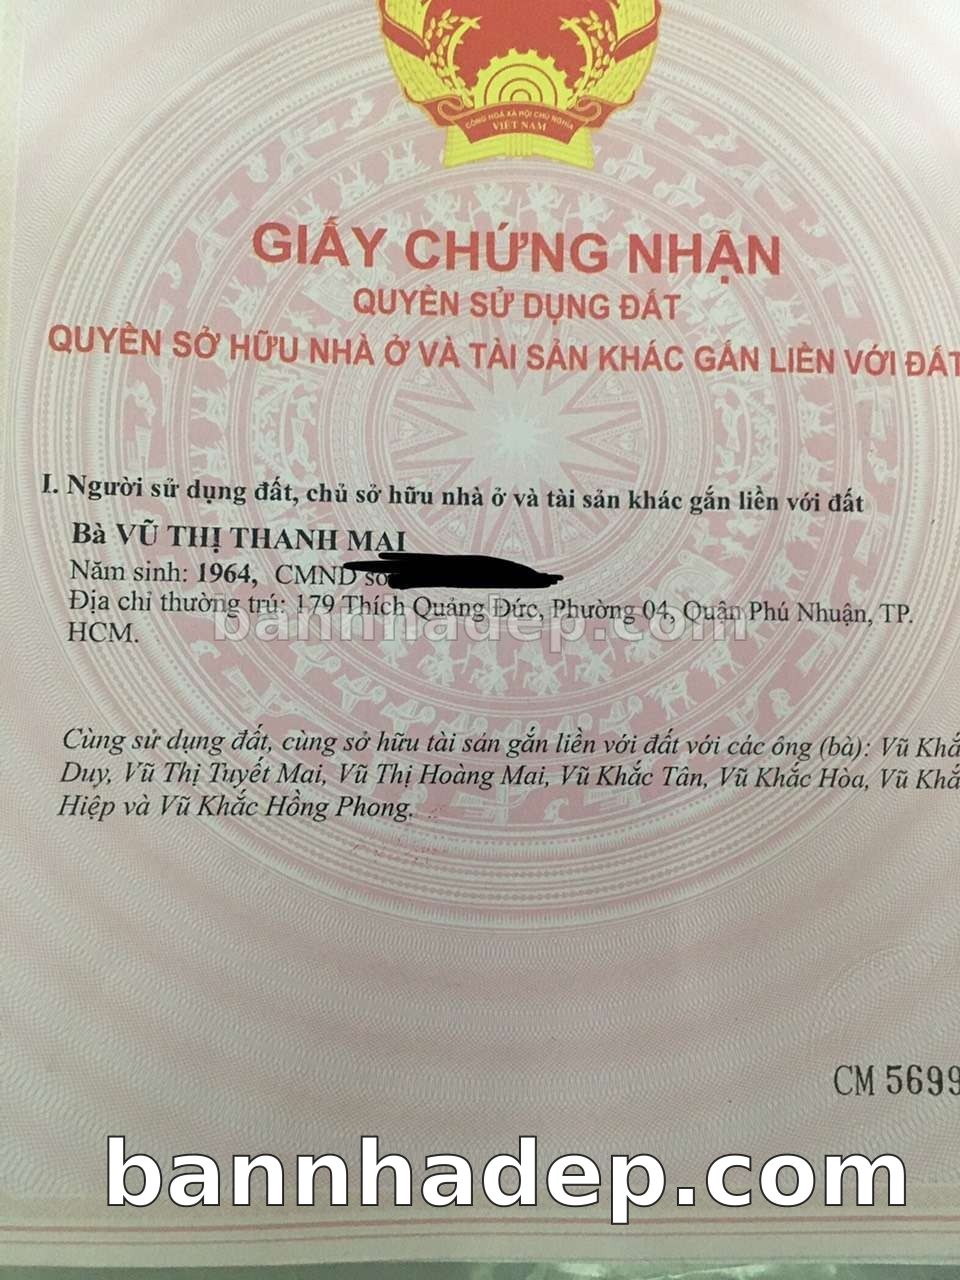 CỘNG HOÀ XÃ HỘI CHỦ NGHĨA
VIỆT NAM
GIẤY CHỨNG NHẬN
QUYỀN SỬ DỤNG ĐẤT
QUYỀN SỞ HỮU NHÀ Ở VÀ TÀI SẢN KHÁC GẮN LIỀN VỚI ĐẤT
I. Người sử dụng đất, chủ sở hữu nhà ở và tài sản khác gắn liền với đất
Bà VŨ THỊ THANH MAI
Năm sinh: 1964, CMND số
Địa chỉ thường trú: 179 Thích Quảng Đức, Phường 04, Quận Phú Nhuận, TP.
bannhadep.com
HCM.
Cùng sử dụng đất, cùng sở hữu tài sản gắn liền với đất với các ông (bà): Vũ Khắ
Duy, Vũ Thị Tuyết Mai, Vũ Thị Hoàng Mai, Vũ Khắc Tân, Vũ Khắc Hòa, Vũ Khắ
Hiệp và Vũ Khắc Hồng Phong.
CM 5699
bannhadep.com